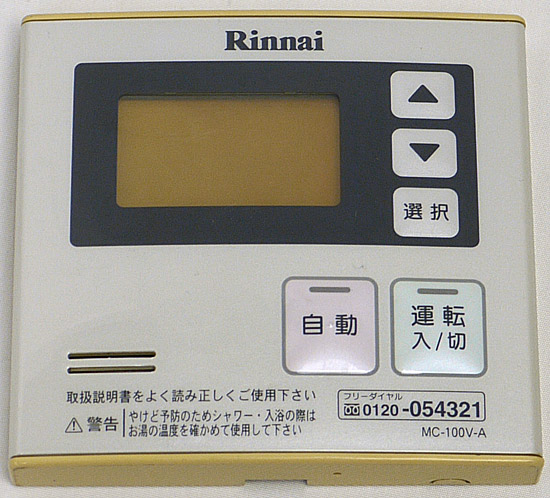 Rinnai
▲
▼
選択
自動
運転
入/切
取扱説明書をよく読み正しくご使用下さい
⚠警告 やけど予防のためシャワー・入浴の際は
お湯の温度を確かめて使用して下さい
フリーダイヤル
0120-054321
MC-100V-A